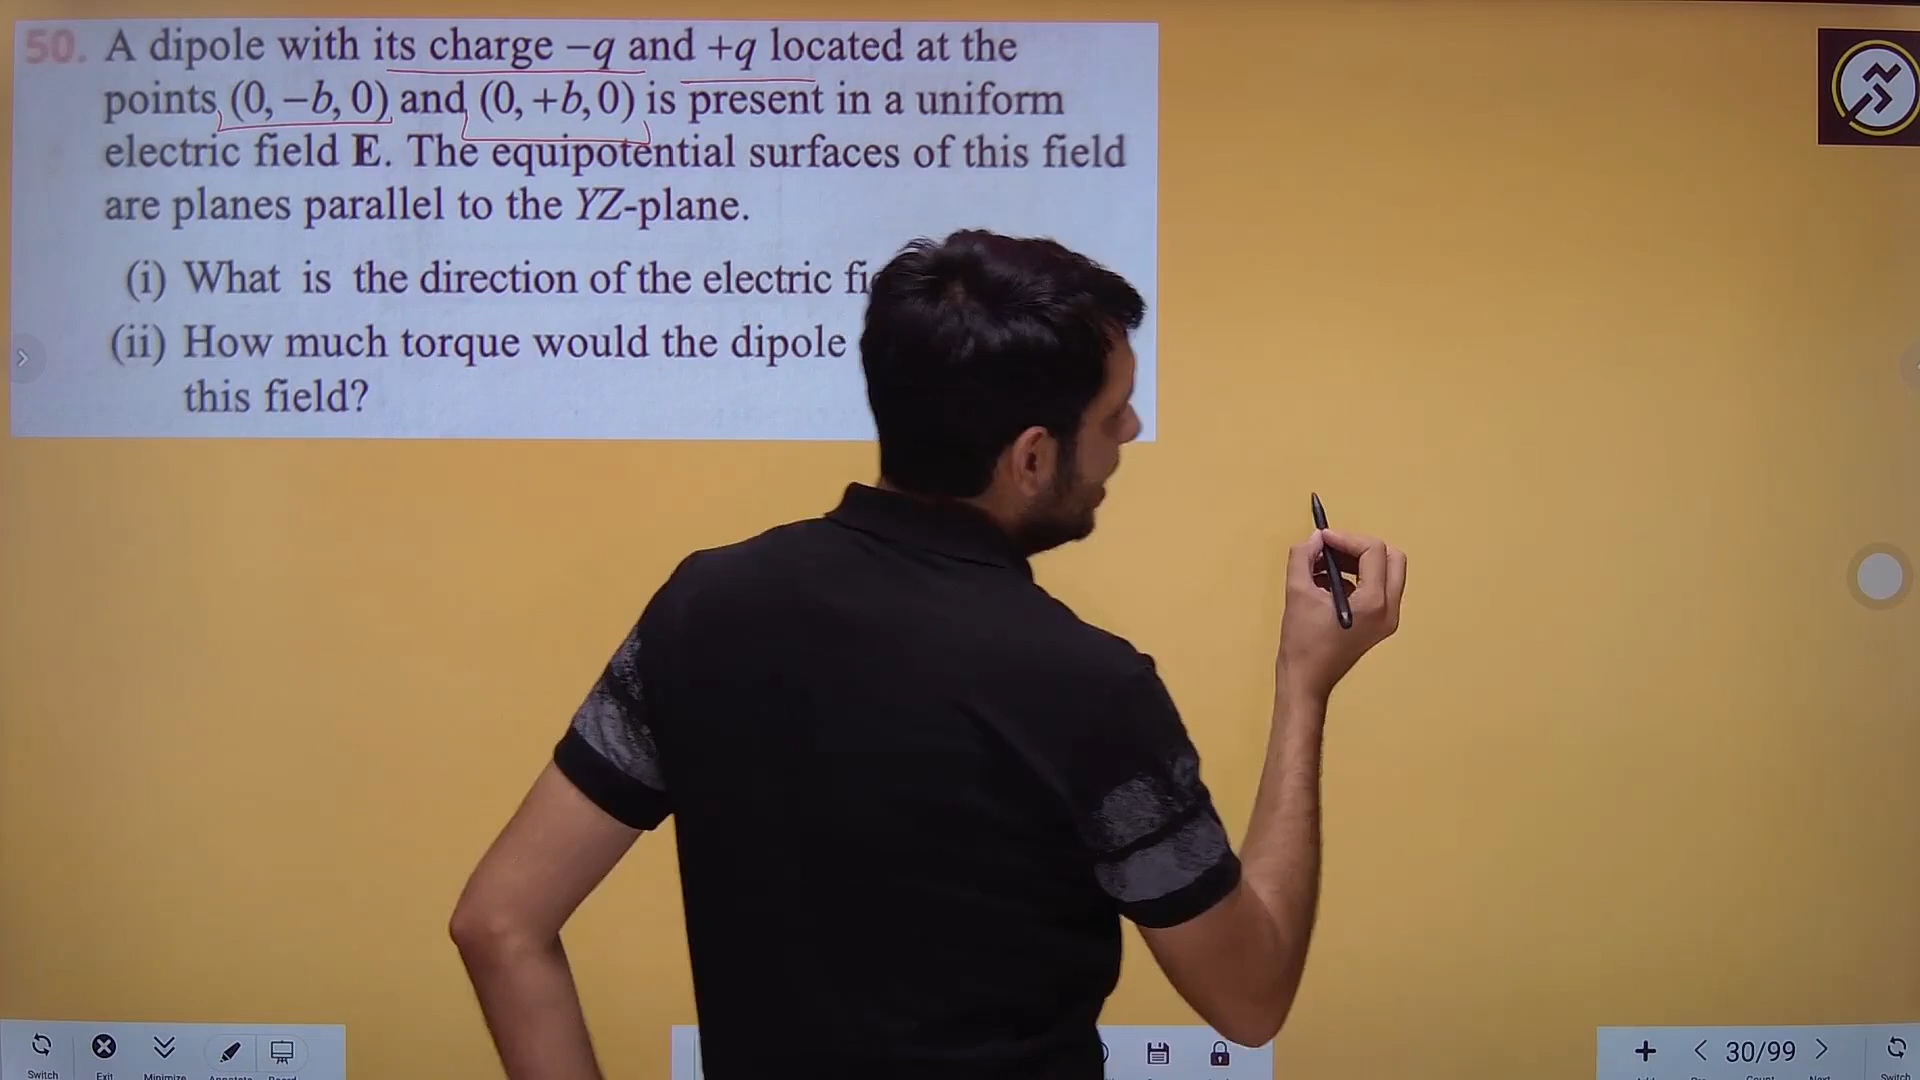 50. A dipole with its charge −q and +q located at the
points (0, −b, 0) and (0, +b, 0) is present in a uniform
electric field E. The equipotential surfaces of this field
are planes parallel to the YZ-plane.
(i) What is the direction of the electric
(ii) How much torque would the dipole
this field?
Switch
Exit
Minimize
30/99
Switch